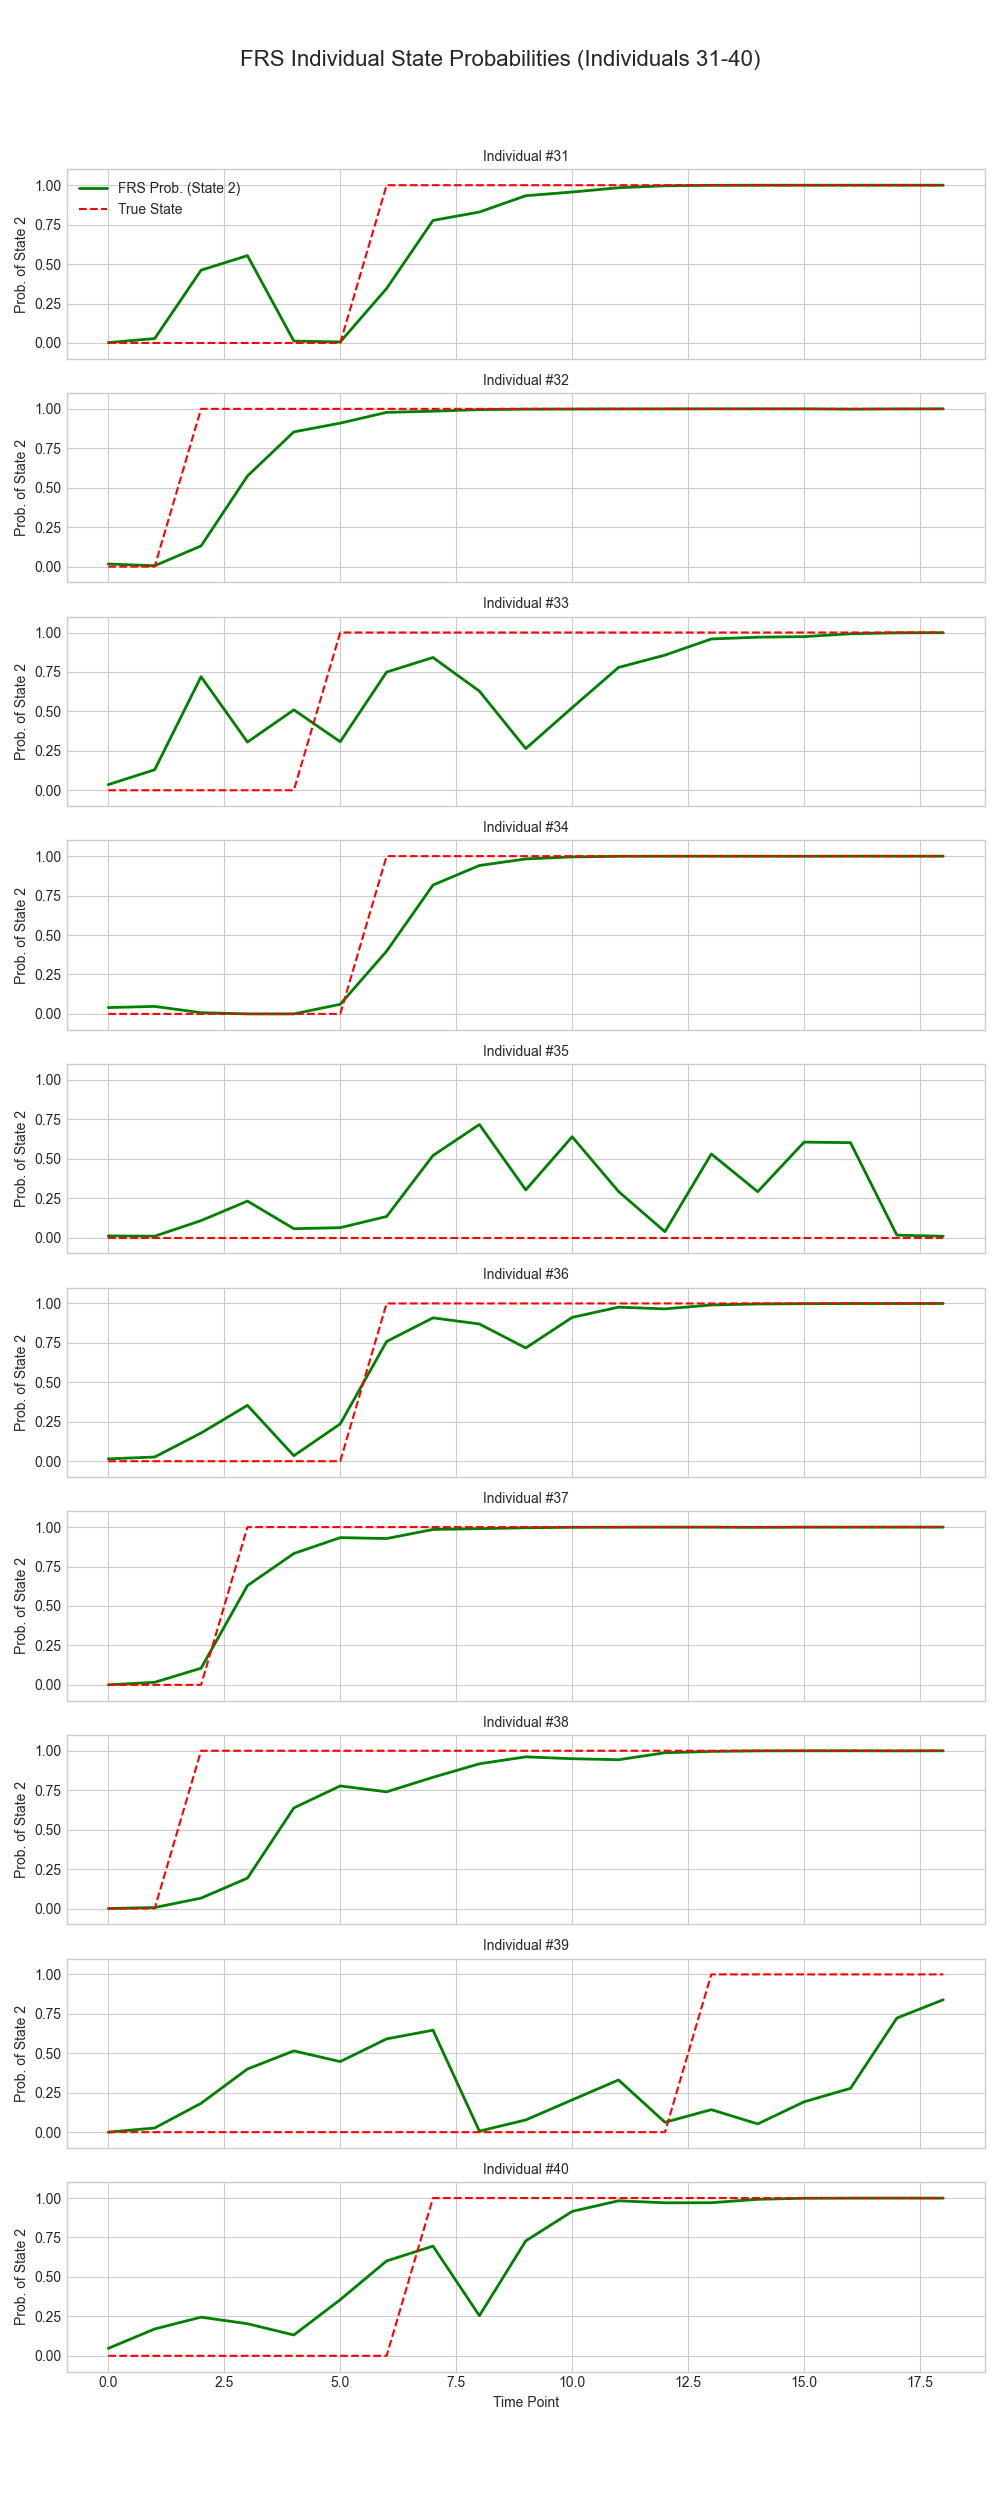 FRS Individual State Probabilities (Individuals 31-40)
Individual #31
1.00
0.75
0.50
0.25
0.00
Prob. of State 2
FRS Prob. (State 2)
True State
Individual #32
1.00
0.75
0.50
0.25
0.00
Prob. of State 2
Individual #33
1.00
0.75
0.50
0.25
0.00
Prob. of State 2
Individual #34
1.00
0.75
0.50
0.25
0.00
Prob. of State 2
Individual #35
1.00
0.75
0.50
0.25
0.00
Prob. of State 2
Individual #36
1.00
0.75
0.50
0.25
0.00
Prob. of State 2
Individual #37
1.00
0.75
0.50
0.25
0.00
Prob. of State 2
Individual #38
1.00
0.75
0.50
0.25
0.00
Prob. of State 2
Individual #39
1.00
0.75
0.50
0.25
0.00
Prob. of State 2
Individual #40
1.00
0.75
0.50
0.25
0.00
Prob. of State 2
0.0 2.5 5.0 7.5 10.0 12.5 15.0 17.5
Time Point